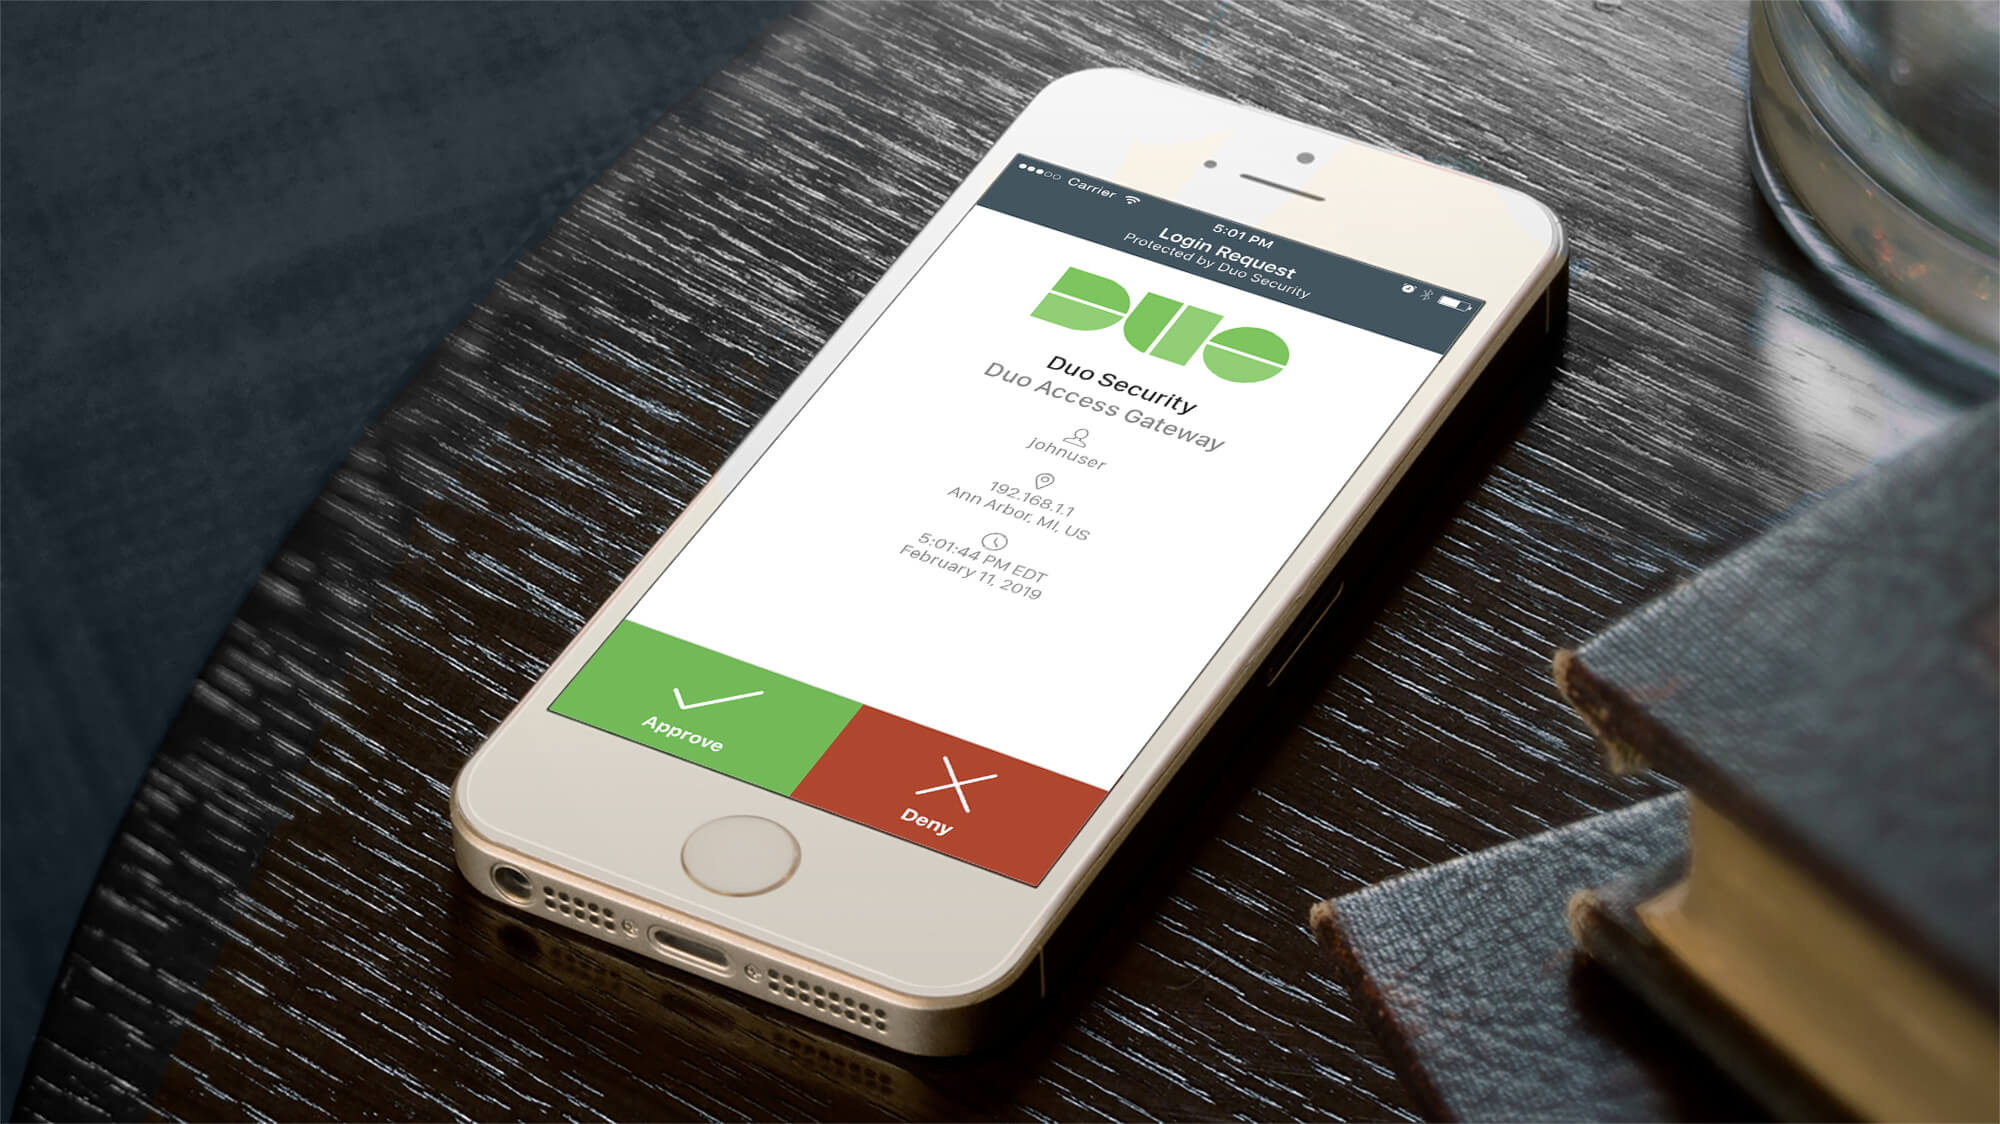 Carrier
5:01 PM
Login Request
Protected by Duo Security
DUO
Duo Security
Duo Access Gateway
johnuser
192.168.1.1
Ann Arbor, MI, US
5:01:44 PM EDT
February 11, 2019
Approve
Deny